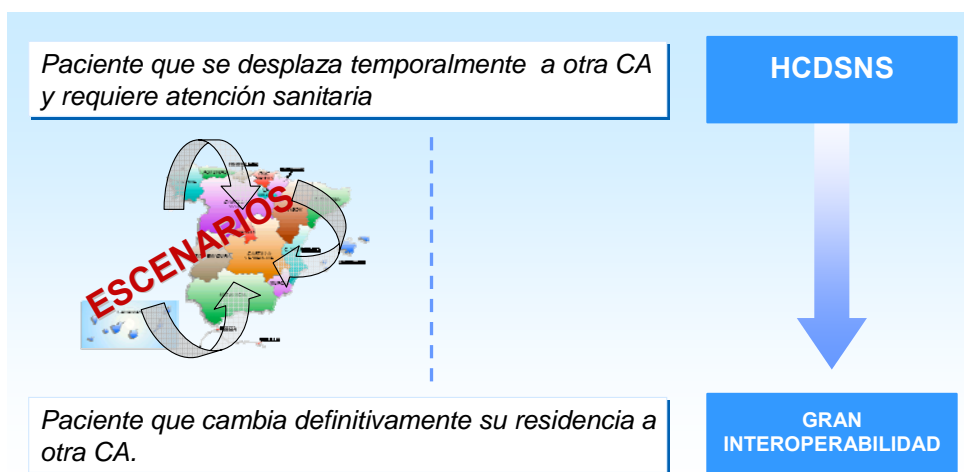 Paciente que se desplaza temporalmente a otra CA
y requiere atención sanitaria
HCDSNS
ESCENARIOS
Paciente que cambia definitivamente su residencia a
otra CA.
GRAN
INTEROPERABILIDAD